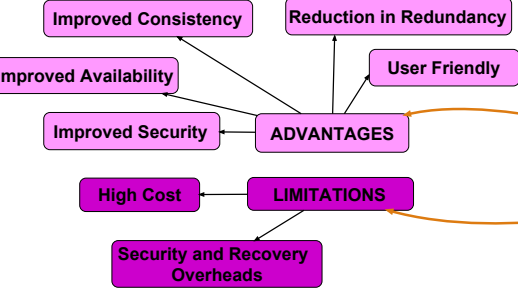 Improved Consistency
Reduction in Redundancy
mproved Availability
User Friendly
Improved Security
ADVANTAGES
High Cost
LIMITATIONS
Security and Recovery
Overheads